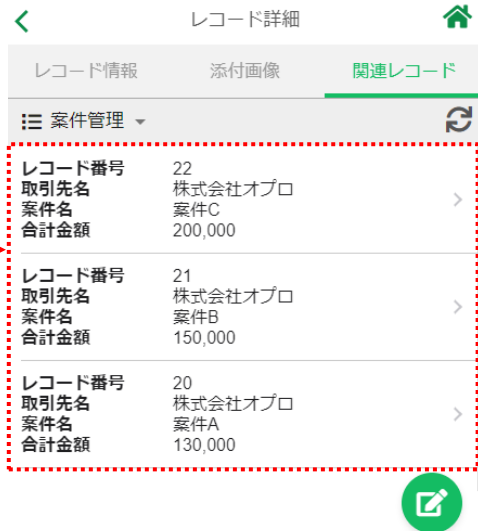 レコード詳細
レコード情報 添付画像 関連レコード
案件管理
レコード番号 22
取引先名 株式会社オプロ
案件名 案件C
合計金額 200,000
レコード番号 21
取引先名 株式会社オプロ
案件名 案件B
合計金額 150,000
レコード番号 20
取引先名 株式会社オプロ
案件名 案件A
合計金額 130,000